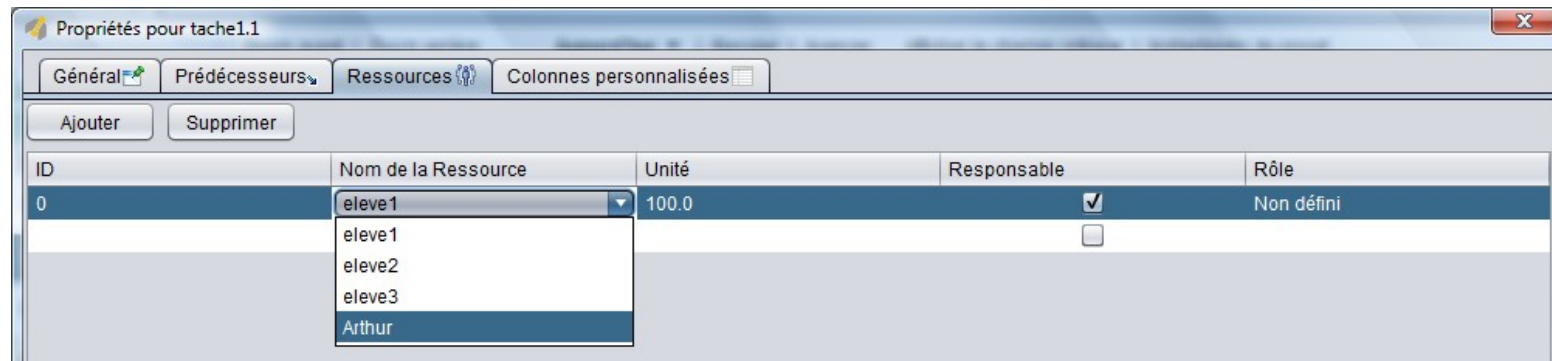 Propriétés pour tache1.1
Général Prédécesseurs Ressources Colonnes personnalisées
Ajouter Supprimer
ID Nom de la Ressource Unité Responsable Rôle
0 eleve1 100.0 Non défini
eleve1
eleve2
eleve3
Arthur